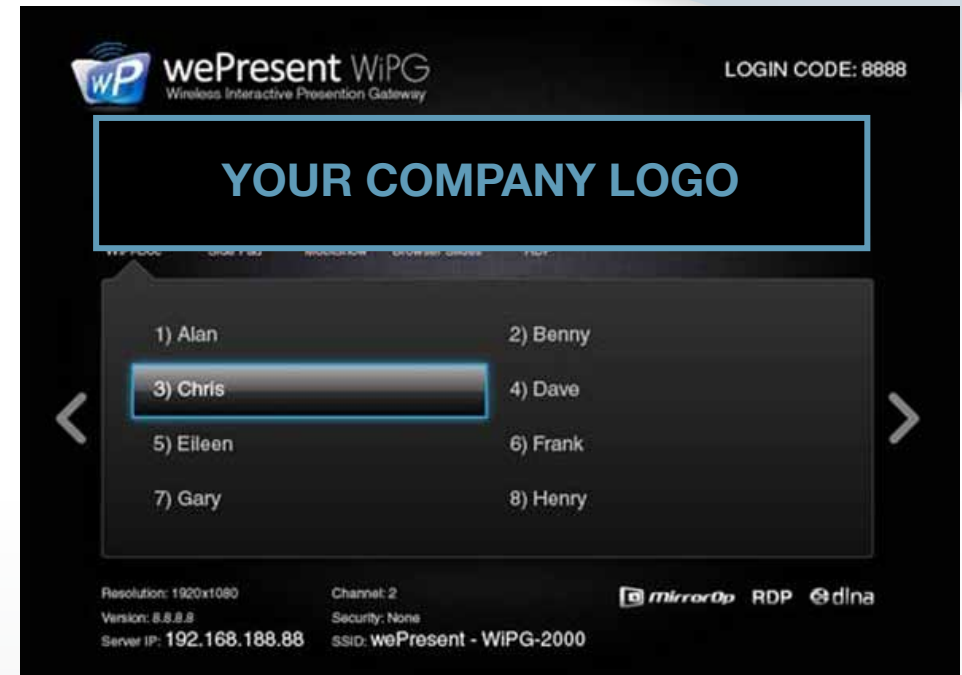 wP wePresent WiPG
Wireless Interactive Presention Gateway
LOGIN CODE: 8888
YOUR COMPANY LOGO
1) Alan 2) Benny
3) Chris 4) Dave
5) Eileen 6) Frank
7) Gary 8) Henry
Resolution: 1920x1080 Channel: 2
Version: 8.8.8.8 Security: None
Server IP: 192.168.188.88 SSID: wePresent - WiPG-2000
MirrorOp RDP dlna